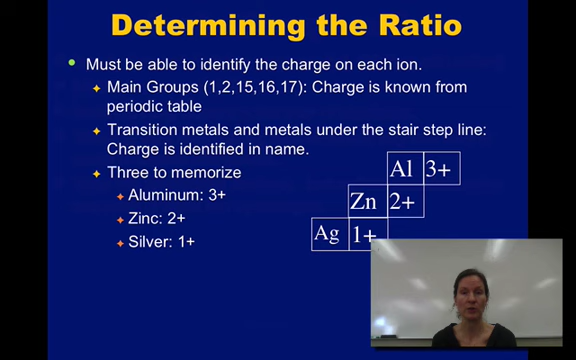 Determining the Ratio
Must be able to identify the charge on each ion.
Main Groups (1,2,15,16,17): Charge is known from
periodic table
Transition metals and metals under the stair step line:
Charge is identified in name.
Three to memorize
Aluminum: 3+
Zinc: 2+
Silver: 1+
Al 3+
Zn 2+
Ag 1+